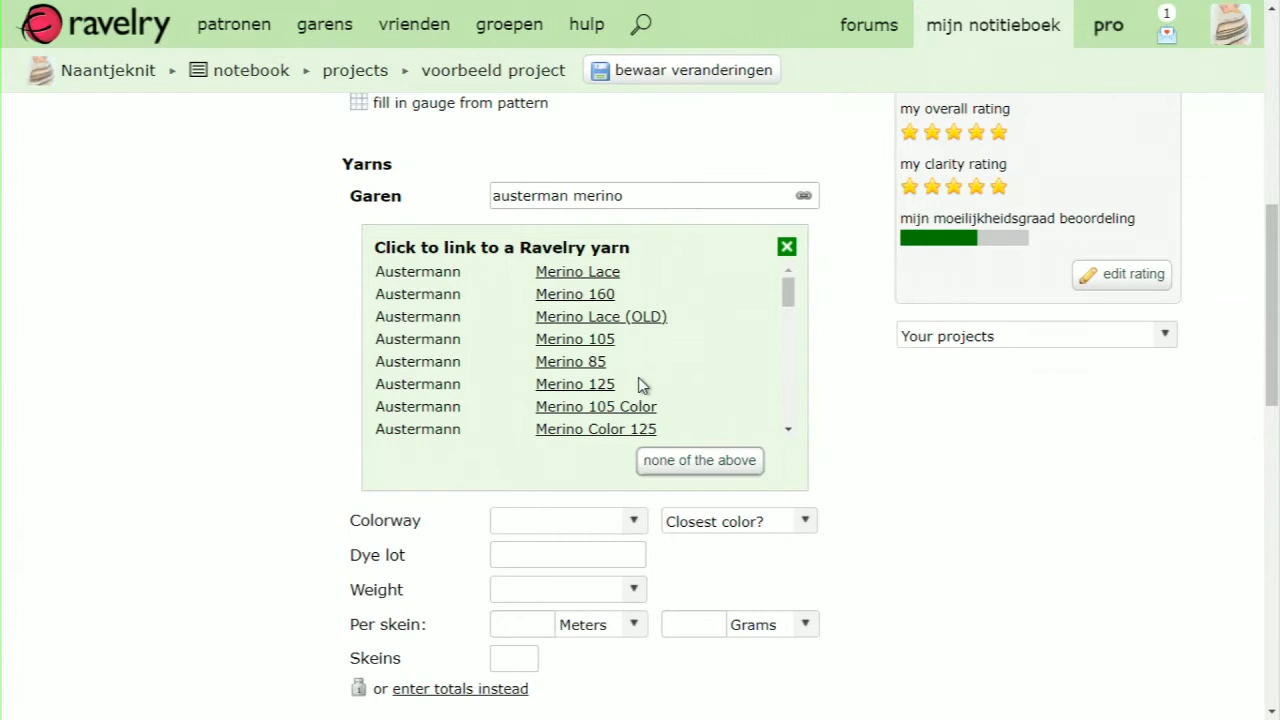 ravelry patronen garens vrienden groepen hulp forums mijn notitieboek pro 1
Naantjeknit ▸ notebook ▸ projects ▸ voorbeeld project bewaar veranderingen
fill in gauge from pattern
my overall rating
my clarity rating
mijn moeilijkheidsgraad beoordeling
edit rating
Your projects
Yarns
Garen austerman merino
Click to link to a Ravelry yarn
Austermann Merino Lace
Austermann Merino 160
Austermann Merino Lace (OLD)
Austermann Merino 105
Austermann Merino 85
Austermann Merino 125
Austermann Merino 105 Color
Austermann Merino Color 125
none of the above
Colorway Closest color?
Dye lot
Weight
Per skein: Meters Grams
Skeins
or enter totals instead